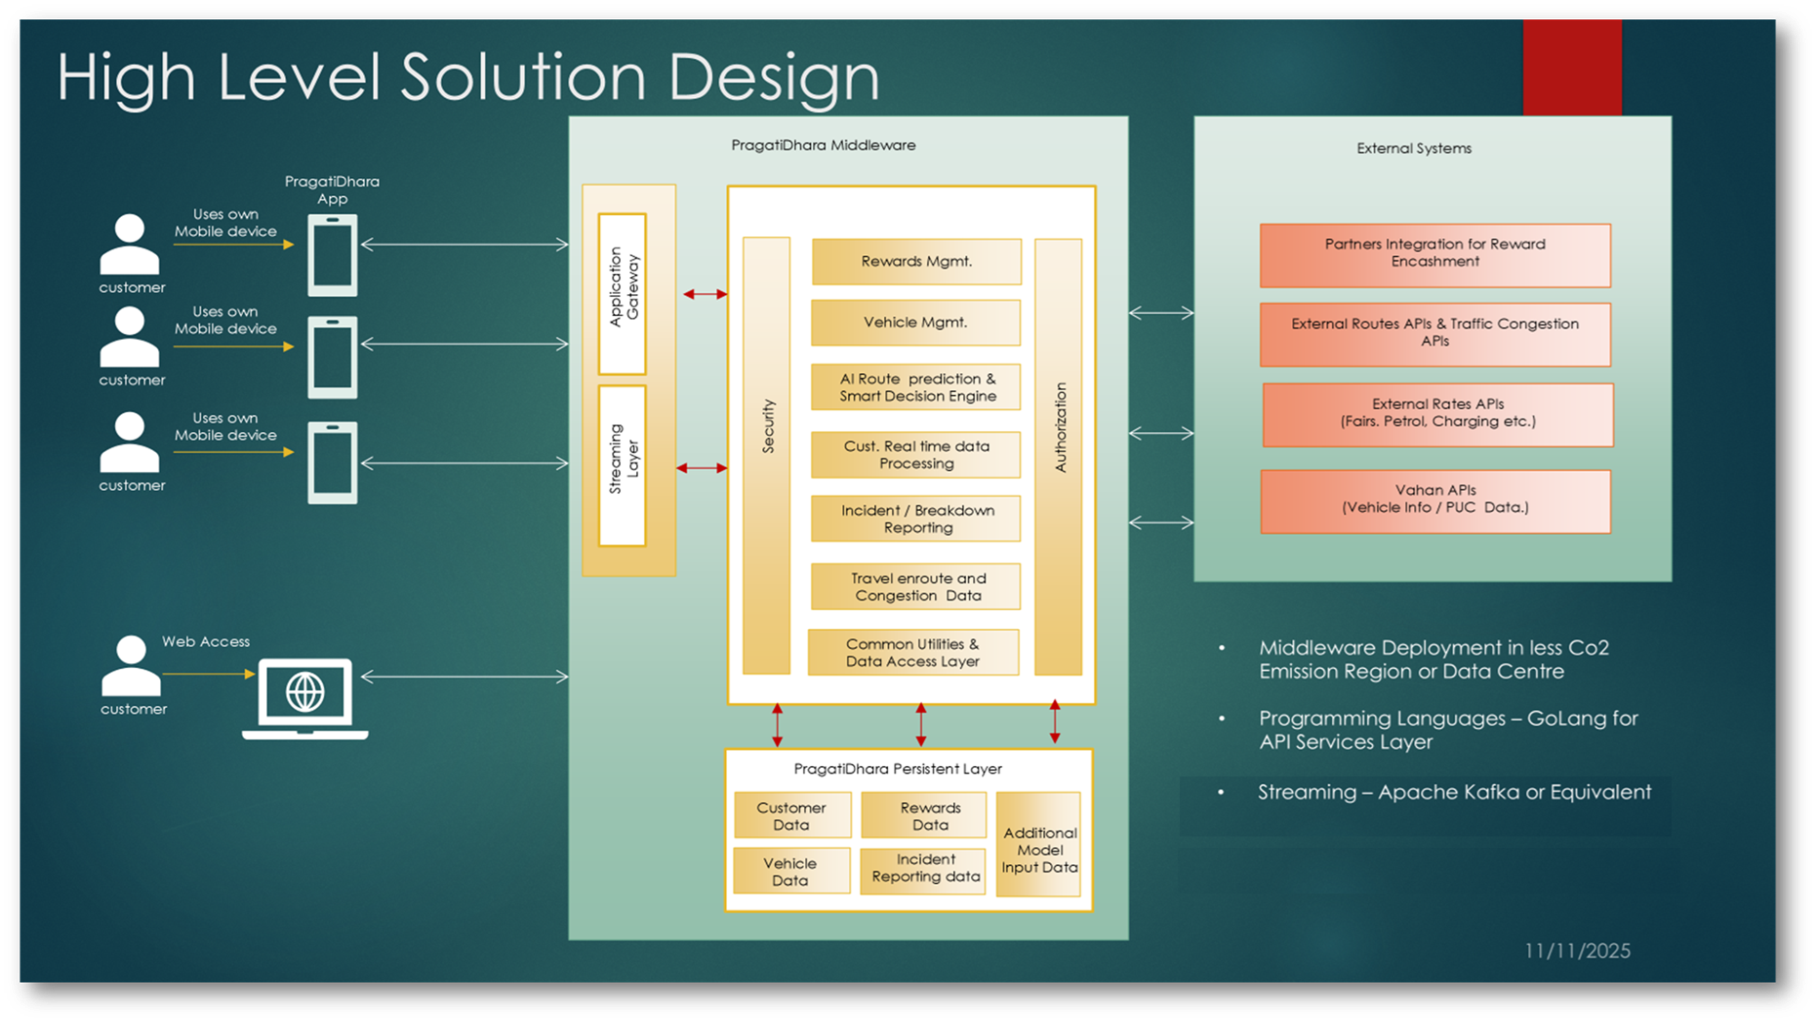 High Level Solution Design
PragatiDhara
App
Uses own
Mobile device
customer
Uses own
Mobile device
customer
Uses own
Mobile device
customer
Web Access
customer
PragatiDhara Middleware
Application
Gateway
Streaming
Layer
Security
Rewards Mgmt.
Vehicle Mgmt.
AI Route prediction &
Smart Decision Engine
Cust. Real time data
Processing
Incident / Breakdown
Reporting
Travel enroute and
Congestion Data
Common Utilities &
Data Access Layer
Authorization
PragatiDhara Persistent Layer
Customer
Data
Rewards
Data
Vehicle
Data
Incident
Reporting data
Additional
Model
Input Data
External Systems
Partners Integration for Reward
Encashment
External Routes APIs & Traffic Congestion
APIs
External Rates APIs
(Fairs. Petrol, Charging etc.)
Vahan APIs
(Vehicle Info / PUC Data.)
• Middleware Deployment in less Co2
Emission Region or Data Centre
• Programming Languages – GoLang for
API Services Layer
• Streaming – Apache Kafka or Equivalent
11/11/2025